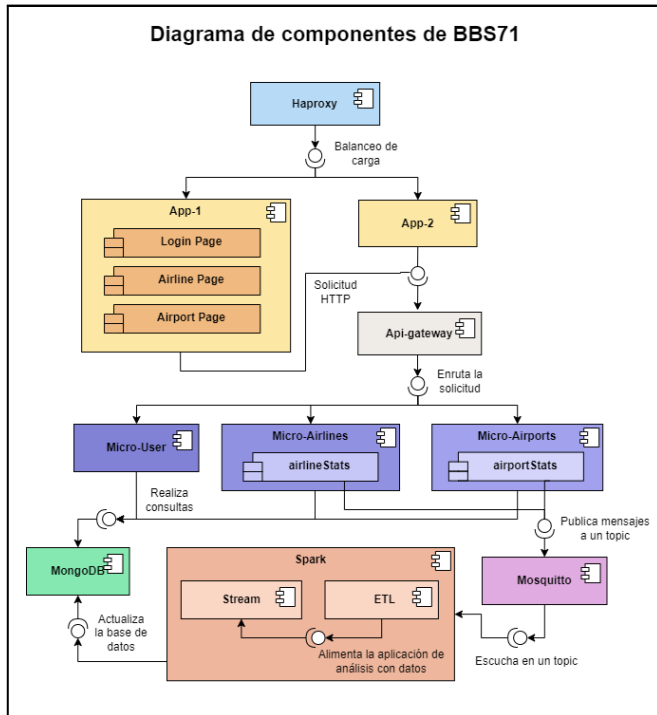 Diagrama de componentes de BBS71
Haproxy
Balanceo de
carga
App-1
Login Page
Airline Page
Airport Page
App-2
Solicitud
HTTP
Api-gateway
Enruta la
solicitud
Micro-User
Micro-Airlines
airlineStats
Micro-Airports
airportStats
Realiza
consultas
Publica mensajes
a un topic
MongoDB
Spark
Stream
ETL
Mosquitto
Actualiza
la base de
datos
Alimenta la aplicación de
análisis con datos
Escucha en un topic